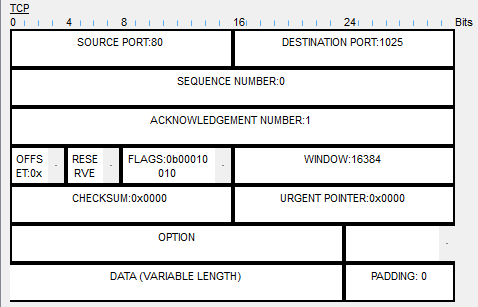 TCP
0 4 8 16 24 Bits
SOURCE PORT:80 DESTINATION PORT:1025
SEQUENCE NUMBER:0
ACKNOWLEDGEMENT NUMBER:1
OFFS RESE FLAGS:0b00010 WINDOW:16384
ET:0x RVE 010
CHECKSUM:0x0000 URGENT POINTER:0x0000
OPTION
DATA (VARIABLE LENGTH) PADDING: 0